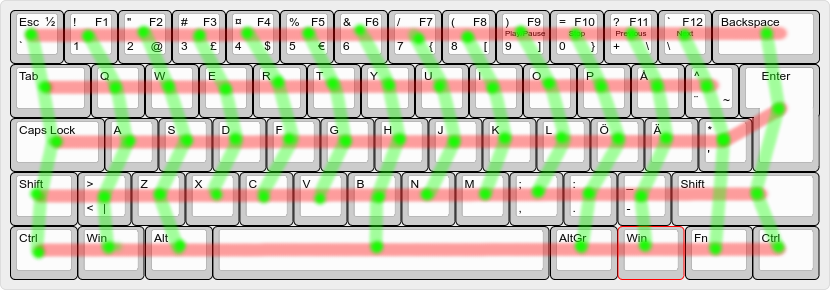 Esc ½ ! F1 " F2 # F3 ¤ F4 % F5 & F6 / F7 ( F8 ) F9 = F10 ? F11 ` F12 Backspace
Play/Pause Stop Previous Next
` 1 2 @ 3 £ 4 $ 5 € 6 7 { 8 [ 9 ] 0 } + \ \
Tab Q W E R T Y U I O P Å ^ Enter
¨ ~
Caps Lock A S D F G H J K L Ö Ä *
'
Shift > Z X C V B N M ; : _ Shift
< | , . -
Ctrl Win Alt AltGr Win Fn Ctrl